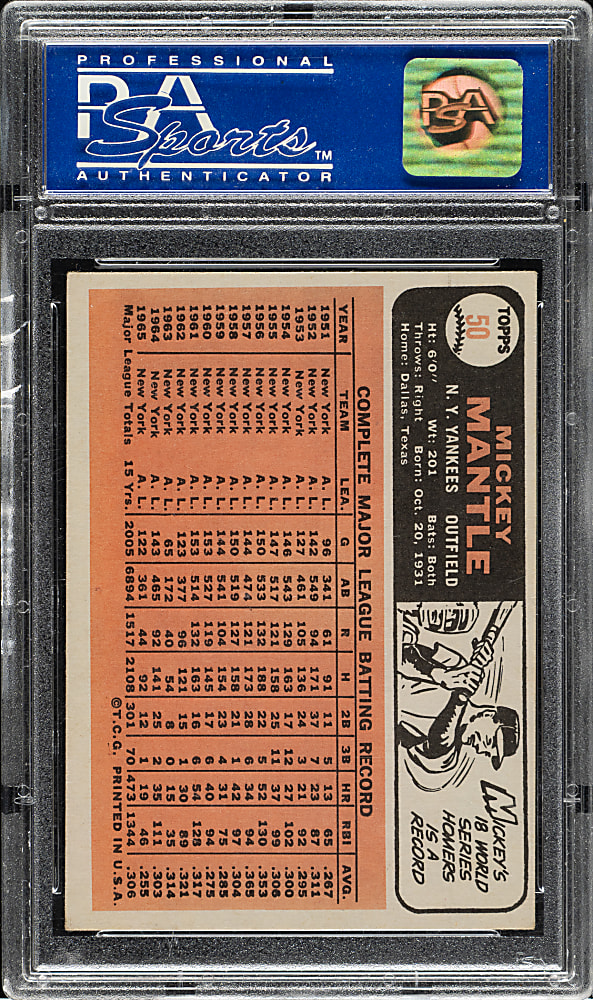 PROFESSIONAL
PSA
Sports™
AUTHENTICATOR
PSA
TOPPS
50
MICKEY
MANTLE
N. Y. YANKEES OUTFIELD
Ht: 6'0" Wt: 201 Bats: Both
Throws: Right Born: Oct. 20, 1931
Home: Dallas, Texas
MICKEY'S
18 WORLD
SERIES
HOMERS
IS A
RECORD
COMPLETE MAJOR LEAGUE BATTING RECORD
YEAR TEAM LEA. G AB R H 2B 3B HR RBI AVG.
1951 New York A. L. 96 341 61 91 11 5 13 65 .267
1952 New York A. L. 142 549 94 171 37 7 23 87 .311
1953 New York A. L. 127 461 105 136 24 3 21 92 .295
1954 New York A. L. 146 543 129 163 17 12 27 102 .300
1955 New York A. L. 147 517 121 158 25 11 37 99 .306
1956 New York A. L. 150 533 132 188 22 5 52 130 .353
1957 New York A. L. 144 474 121 173 28 6 34 94 .365
1958 New York A. L. 150 519 127 158 21 1 42 97 .304
1959 New York A. L. 144 541 104 154 23 4 31 75 .285
1960 New York A. L. 153 527 119 145 17 6 40 94 .275
1961 New York A. L. 153 514 132 163 16 6 54 128 .317
1962 New York A. L. 123 377 96 121 15 1 30 89 .321
1963 New York A. L. 65 172 40 54 8 0 15 35 .314
1964 New York A. L. 143 465 92 141 25 2 35 111 .303
1965 New York A. L. 122 361 44 92 12 1 19 46 .255
Major League Totals 15 Yrs. 2005 6894 1517 2108 301 70 473 1344 .306
©T.C.G. PRINTED IN U.S.A.